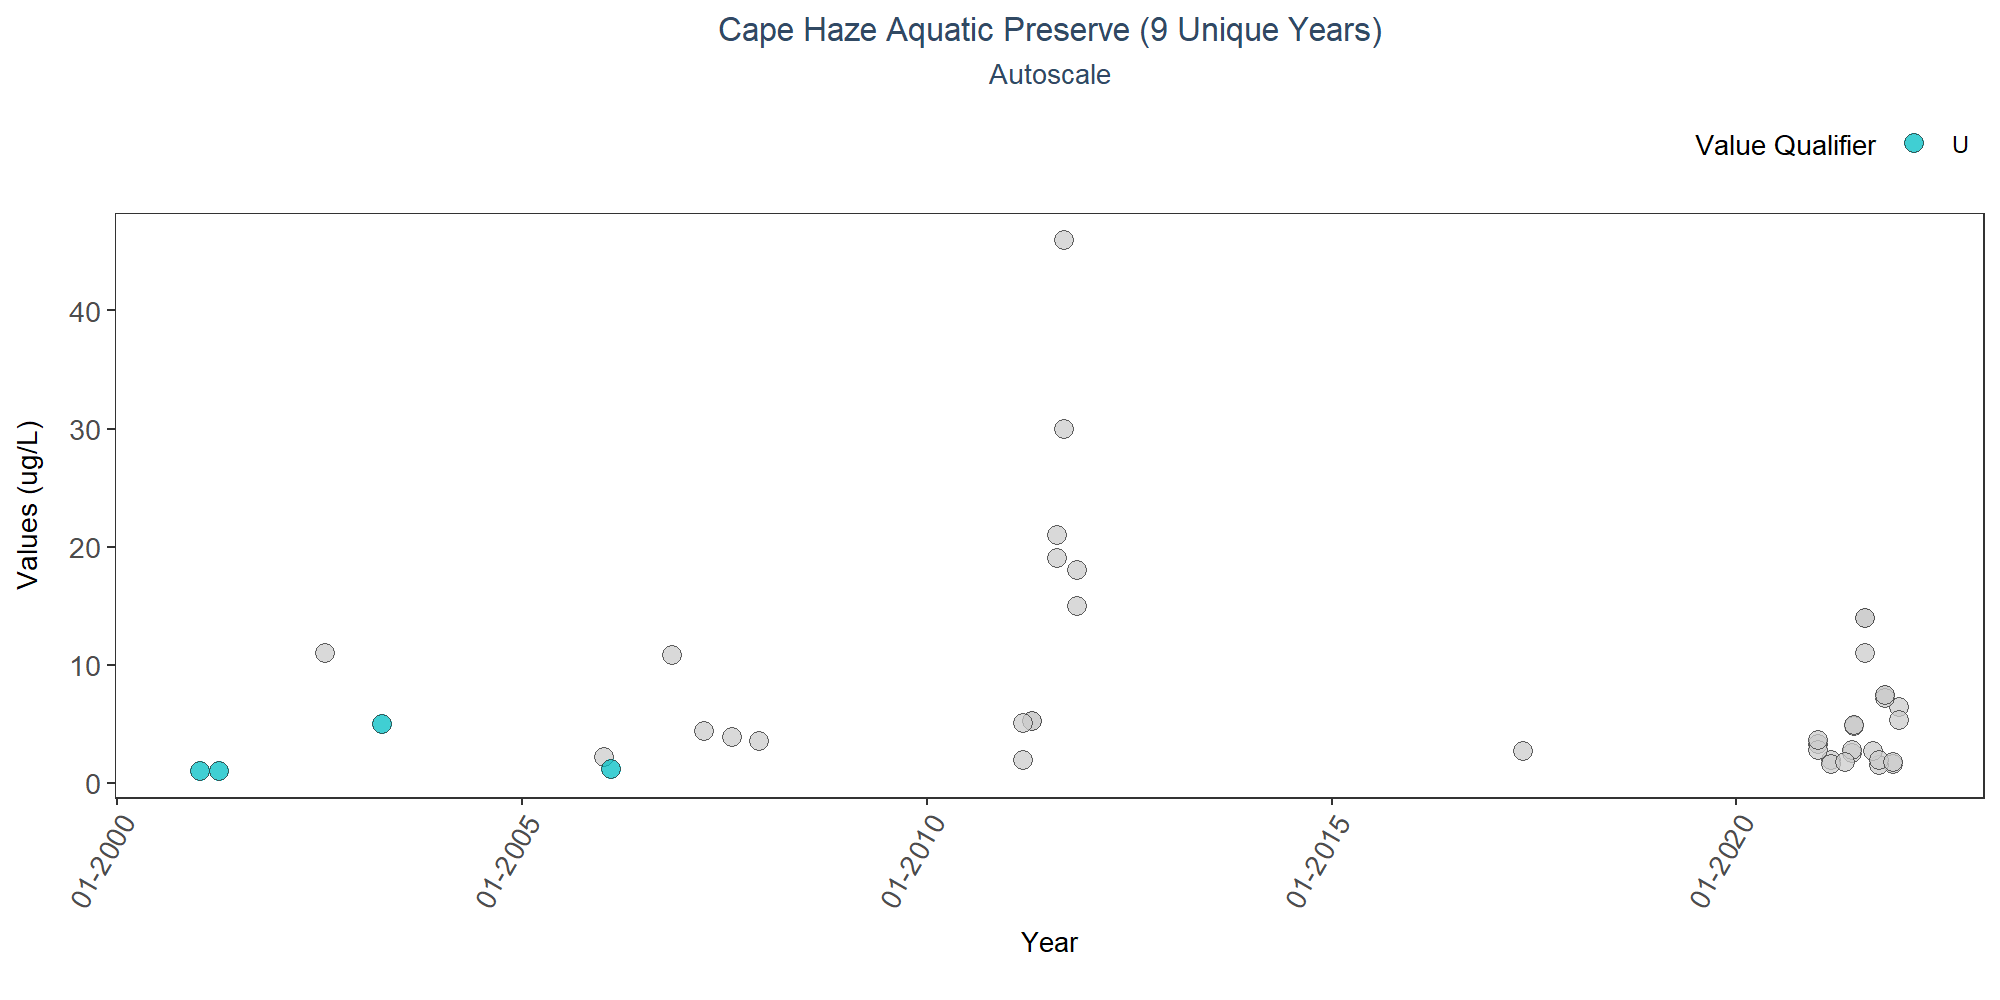 Cape Haze Aquatic Preserve (9 Unique Years)
Autoscale
Value Qualifier U
Values (ug/L)
40
30
20
10
0
01-2000
01-2005
01-2010
01-2015
01-2020
Year